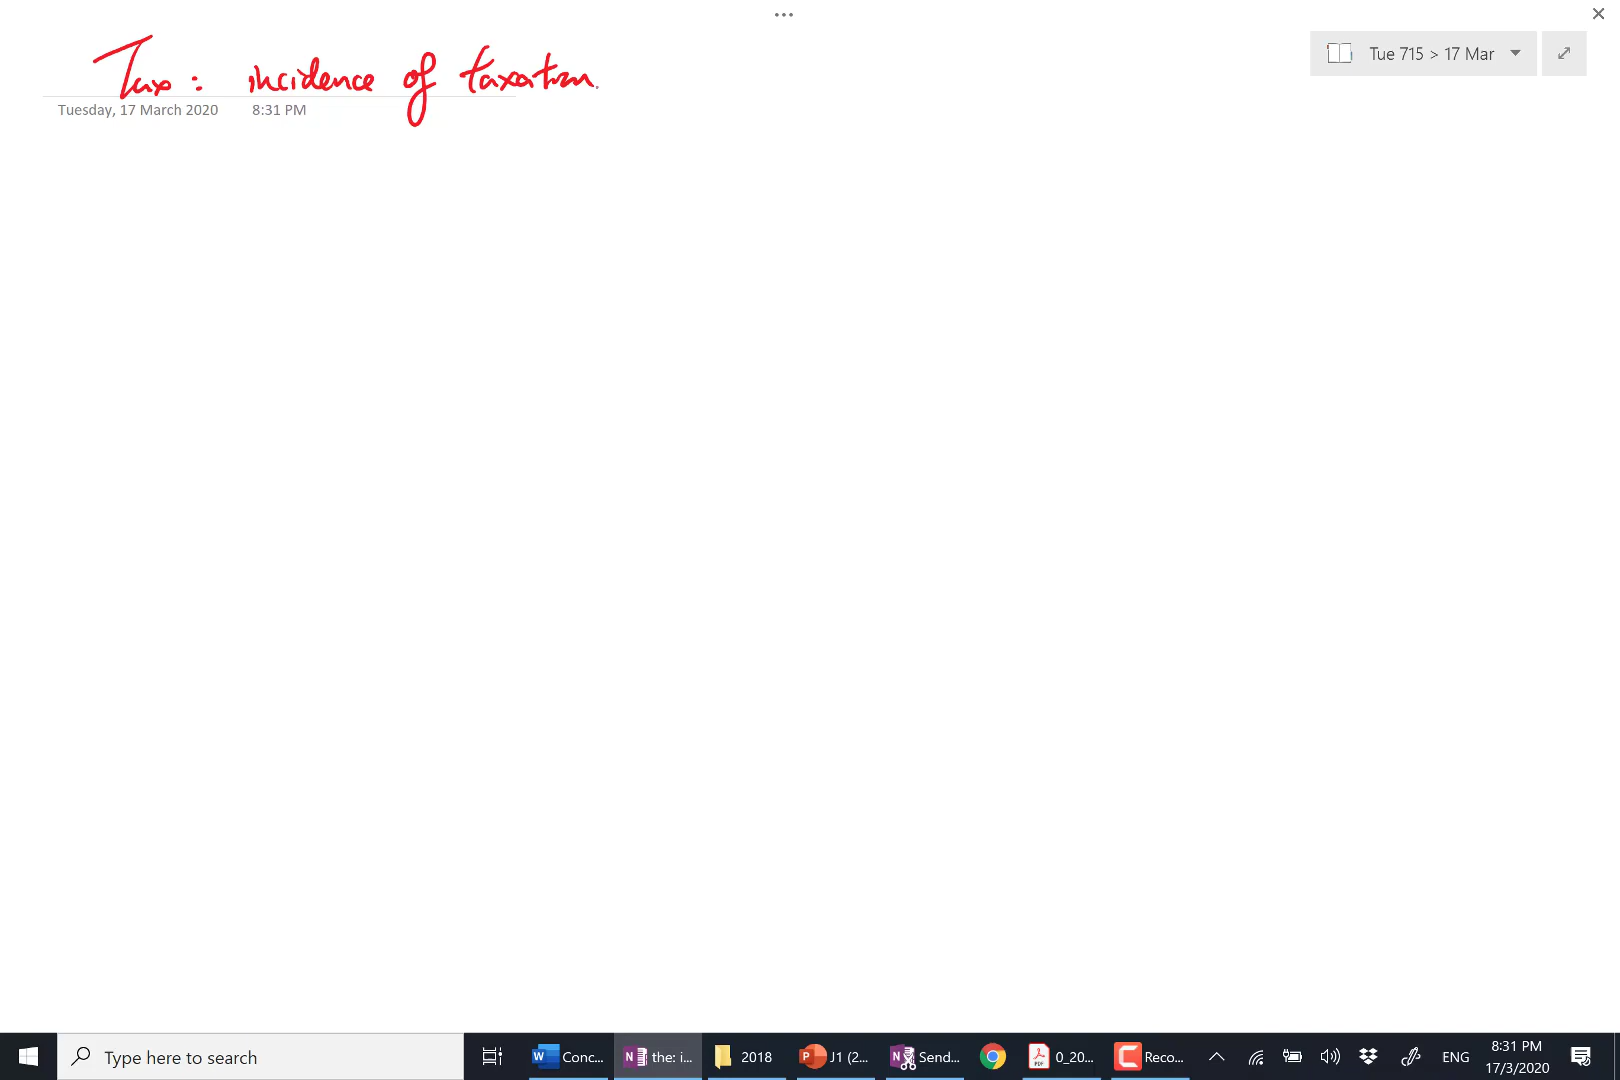 Tax: incidence of taxation.
Tuesday, 17 March 2020 8:31 PM
Tue 715 > 17 Mar
Type here to search
Conc...
the: i...
2018
J1 (2...
Send...
0_20...
Reco...
ENG
8:31 PM
17/3/2020